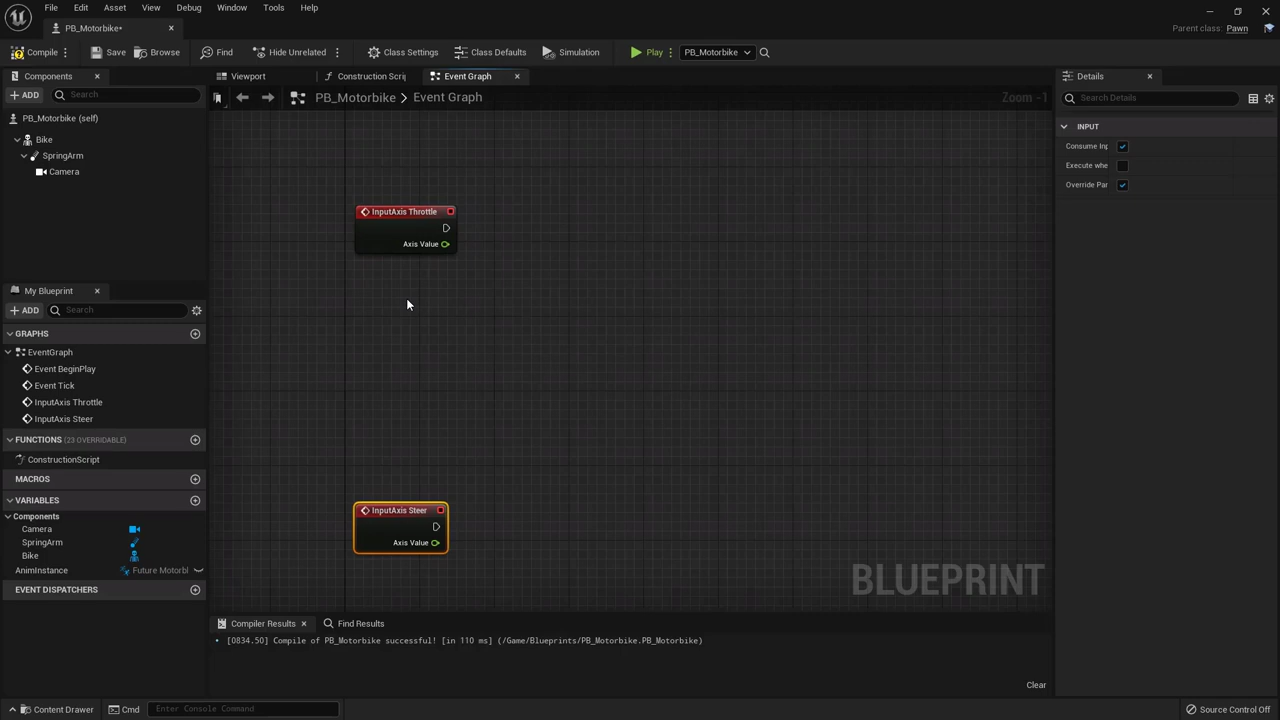 File Edit Asset View Debug Window Tools Help
PB_Motorbike*
Parent class: Pawn
Compile Save Browse Find Hide Unrelated Class Settings Class Defaults Simulation Play PB_Motorbike
Components
Viewport Construction Scrip Event Graph
Details
ADD Search
PB_Motorbike > Event Graph
Zoom -1
Search Details
PB_Motorbike (self)
Bike
SpringArm
Camera
INPUT
Consume Inp
Execute whe
Override Par
InputAxis Throttle
Axis Value
My Blueprint
ADD Search
GRAPHS
EventGraph
Event BeginPlay
Event Tick
InputAxis Throttle
InputAxis Steer
FUNCTIONS (23 OVERRIDABLE)
ConstructionScript
MACROS
VARIABLES
Components
Camera
SpringArm
Bike
AnimInstance Future Motorbi
EVENT DISPATCHERS
InputAxis Steer
Axis Value
BLUEPRINT
Compiler Results Find Results
[0834.50] Compile of PB_Motorbike successful! [in 110 ms] (/Game/Blueprints/PB_Motorbike.PB_Motorbike)
Clear
Content Drawer Cmd Enter Console Command
Source Control Off